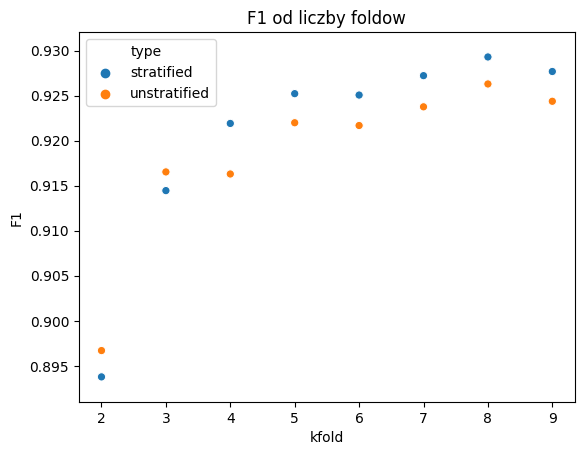 F1 od liczby foldow
type
stratified
unstratified
0.930
0.925
0.920
0.915
0.910
0.905
0.900
0.895
F1
2 3 4 5 6 7 8 9
kfold